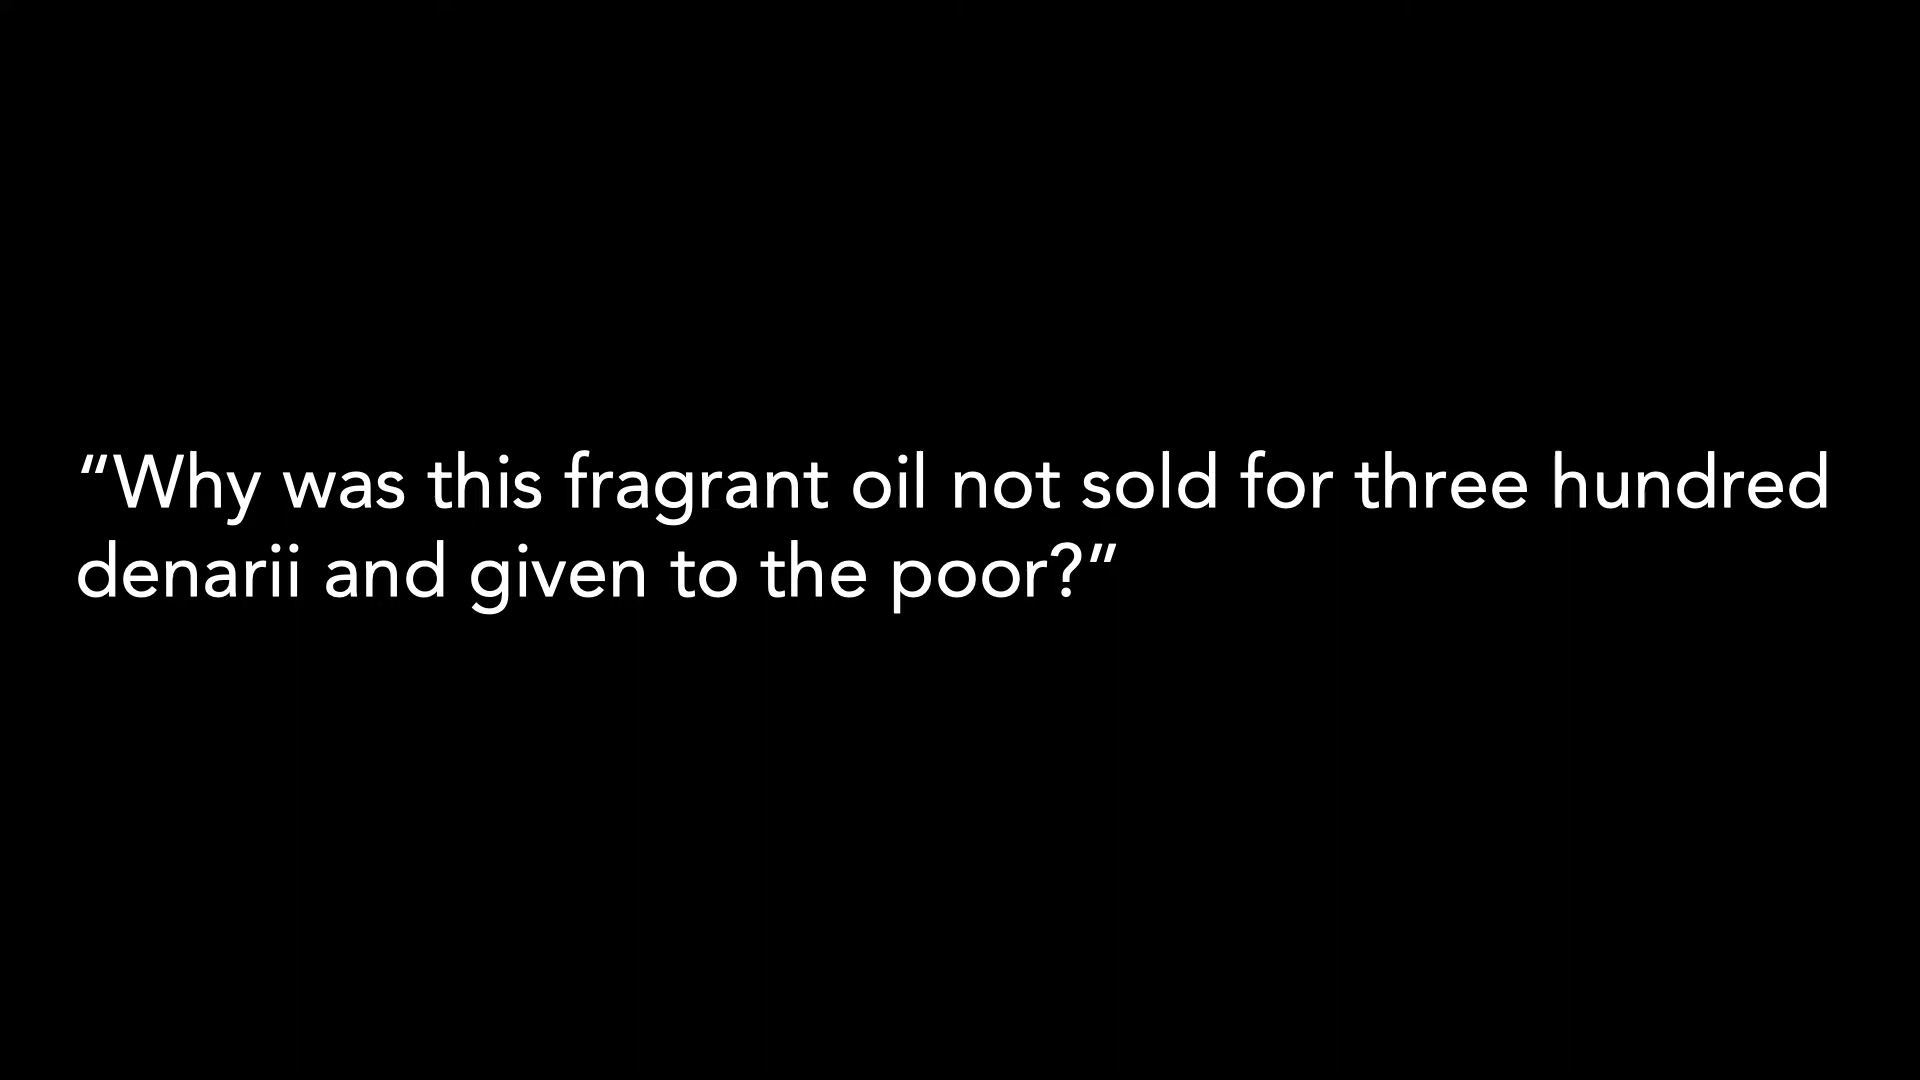 “Why was this fragrant oil not sold for three hundred
denarii and given to the poor?”